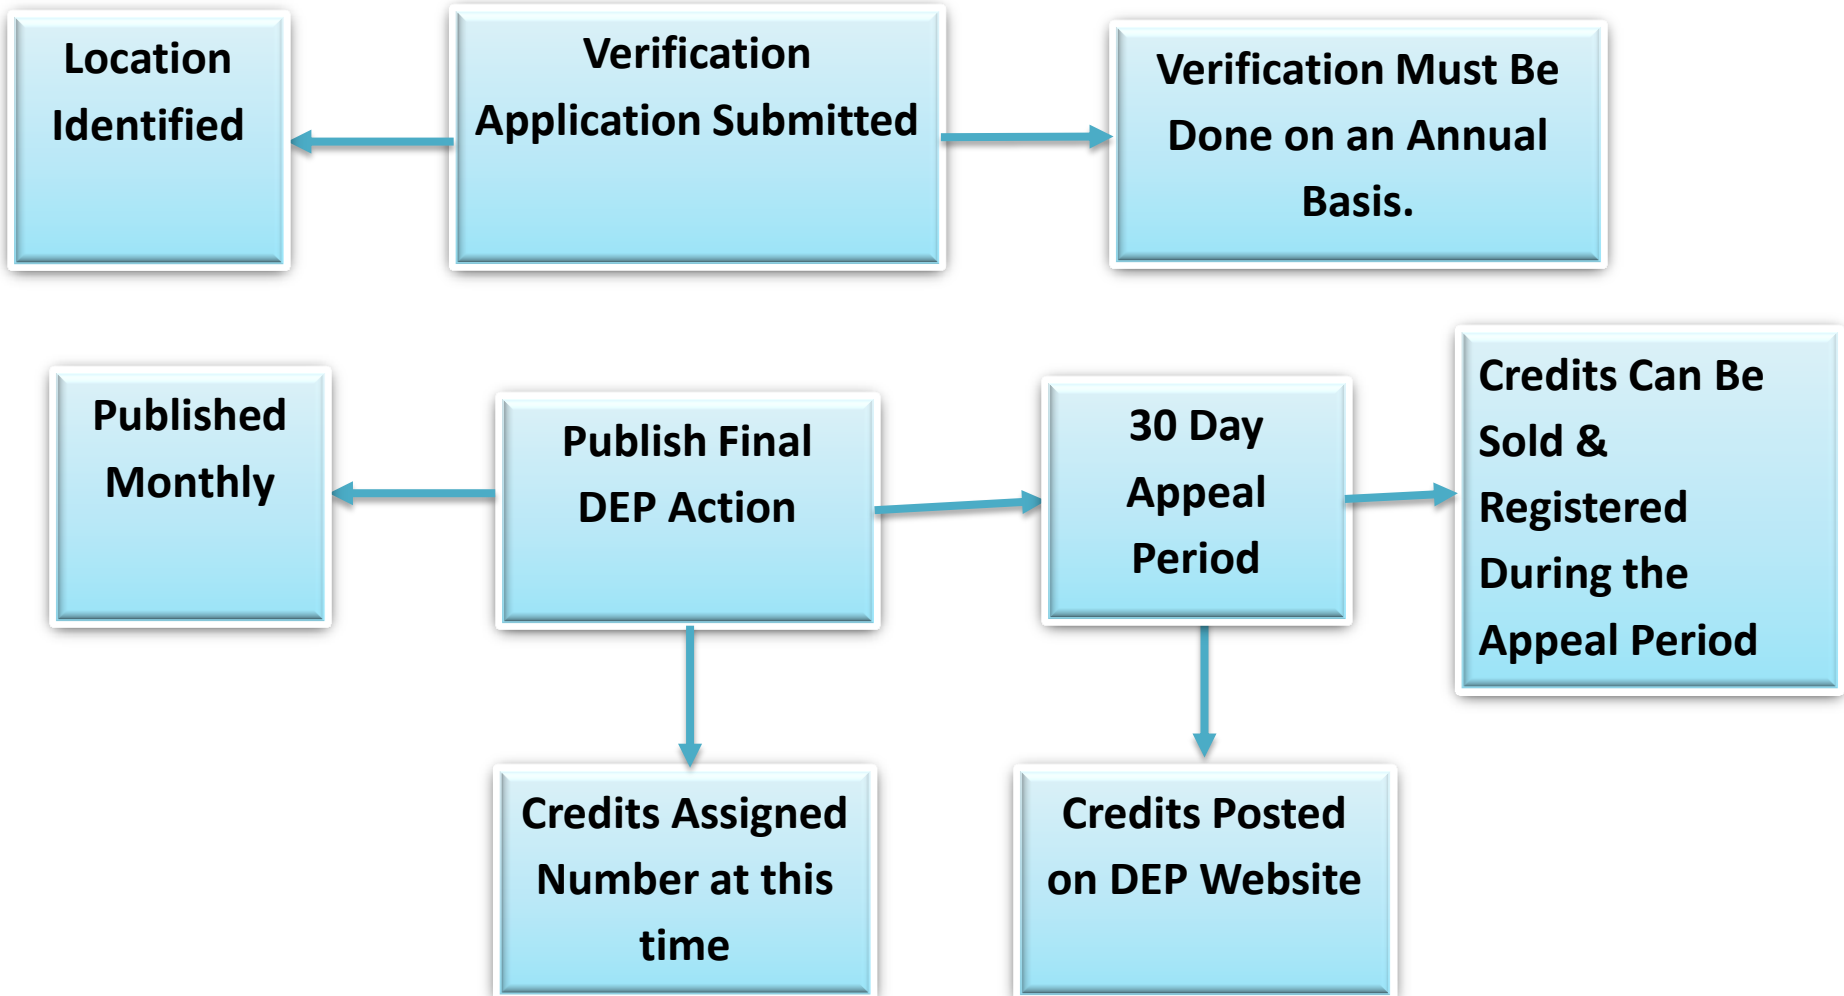 Location
Identified
Verification
Application Submitted
Verification Must Be
Done on an Annual
Basis.
Published
Monthly
Publish Final
DEP Action
30 Day
Appeal
Period
Credits Can Be
Sold &
Registered
During the
Appeal Period
Credits Assigned
Number at this
time
Credits Posted
on DEP Website